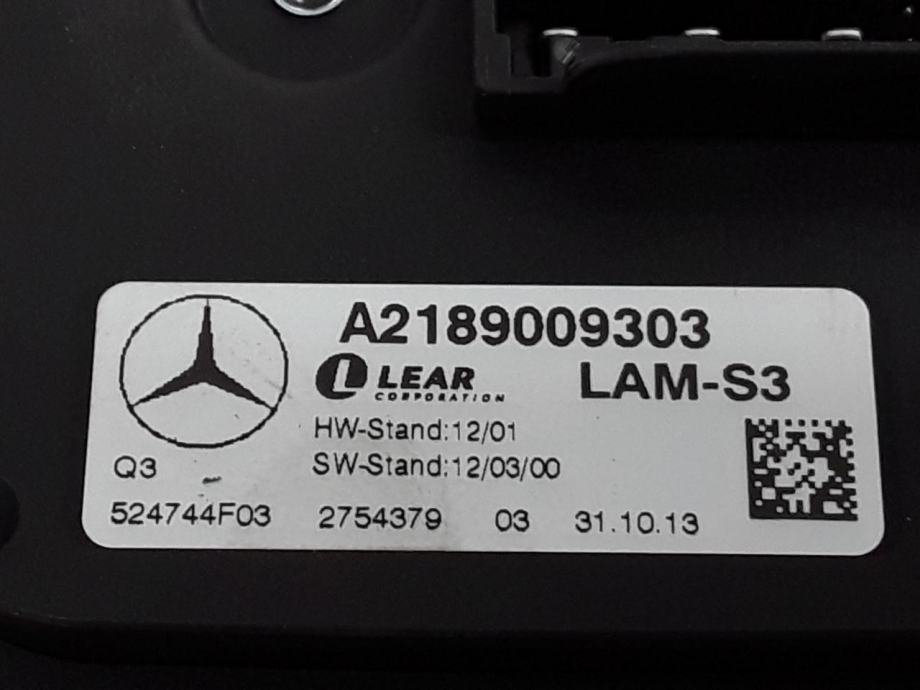 A2189009303
LEAR LAM-S3
CORPORATION
HW-Stand:12/01
Q3 SW-Stand:12/03/00
524744F03 2754379 03 31.10.13